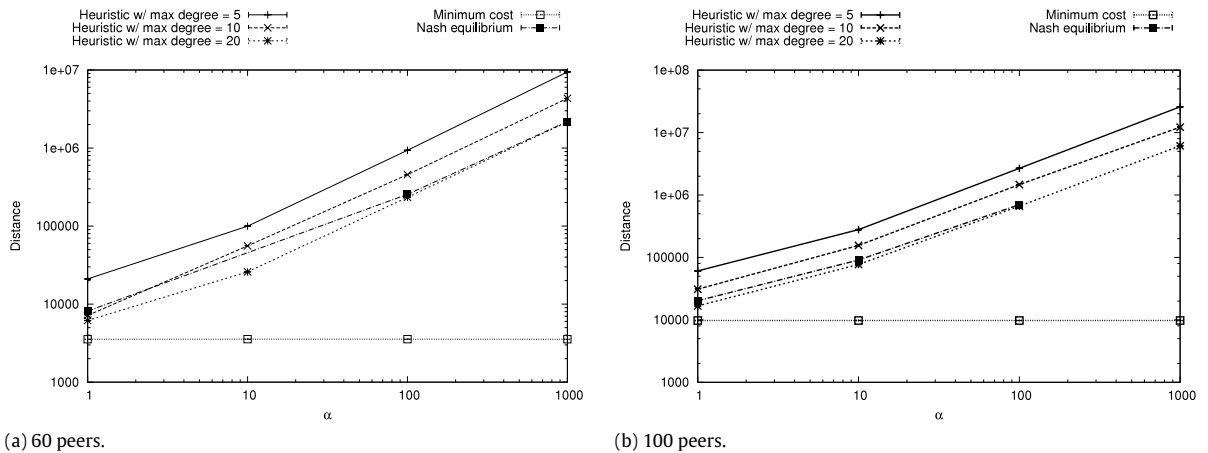 Heuristic w/ max degree = 5
Heuristic w/ max degree = 10
Heuristic w/ max degree = 20
Minimum cost
Nash equilibrium
1e+07
1e+06
100000
10000
1000
Distance
1 10 100 1000
α
(a) 60 peers.
Heuristic w/ max degree = 5
Heuristic w/ max degree = 10
Heuristic w/ max degree = 20
Minimum cost
Nash equilibrium
1e+08
1e+07
1e+06
100000
10000
1000
Distance
1 10 100 1000
α
(b) 100 peers.